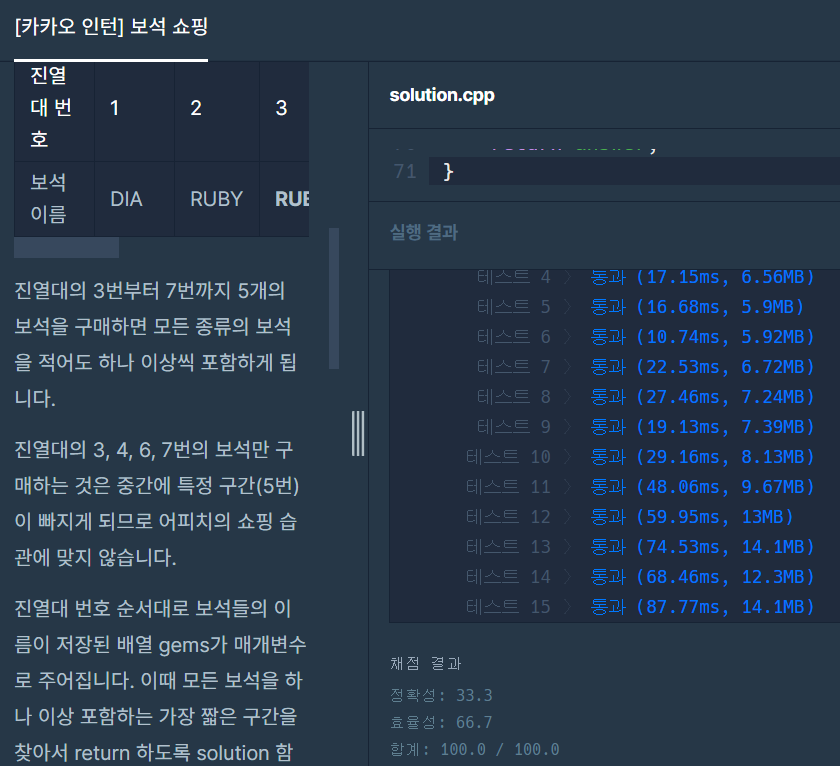 [카카오 인턴] 보석 쇼핑
진열
대 번
호
1
2
3
보석
이름
DIA
RUBY
진열대의 3번부터 7번까지 5개의
보석을 구매하면 모든 종류의 보석
을 적어도 하나 이상씩 포함하게 됩
니다.
진열대의 3, 4, 6, 7번의 보석만 구
매하는 것은 중간에 특정 구간(5번)
이 빠지게 되므로 어피치의 쇼핑 습
관에 맞지 않습니다.
진열대 번호 순서대로 보석들의 이
름이 저장된 배열 gems가 매개변수
로 주어집니다. 이때 모든 보석을 하
나 이상 포함하는 가장 짧은 구간을
찾아서 return 하도록 solution 함
solution.cpp
71 }
실행 결과
테스트 4 〉 통과 (17.15ms, 6.56MB)
테스트 5 〉 통과 (16.68ms, 5.9MB)
테스트 6 〉 통과 (10.74ms, 5.92MB)
테스트 7 〉 통과 (22.53ms, 6.72MB)
테스트 8 〉 통과 (27.46ms, 7.24MB)
테스트 9 〉 통과 (19.13ms, 7.39MB)
테스트 10 〉 통과 (29.16ms, 8.13MB)
테스트 11 〉 통과 (48.06ms, 9.67MB)
테스트 12 〉 통과 (59.95ms, 13MB)
테스트 13 〉 통과 (74.53ms, 14.1MB)
테스트 14 〉 통과 (68.46ms, 12.3MB)
테스트 15 〉 통과 (87.77ms, 14.1MB)
채점 결과
정확성: 33.3
효율성: 66.7
합계: 100.0 / 100.0